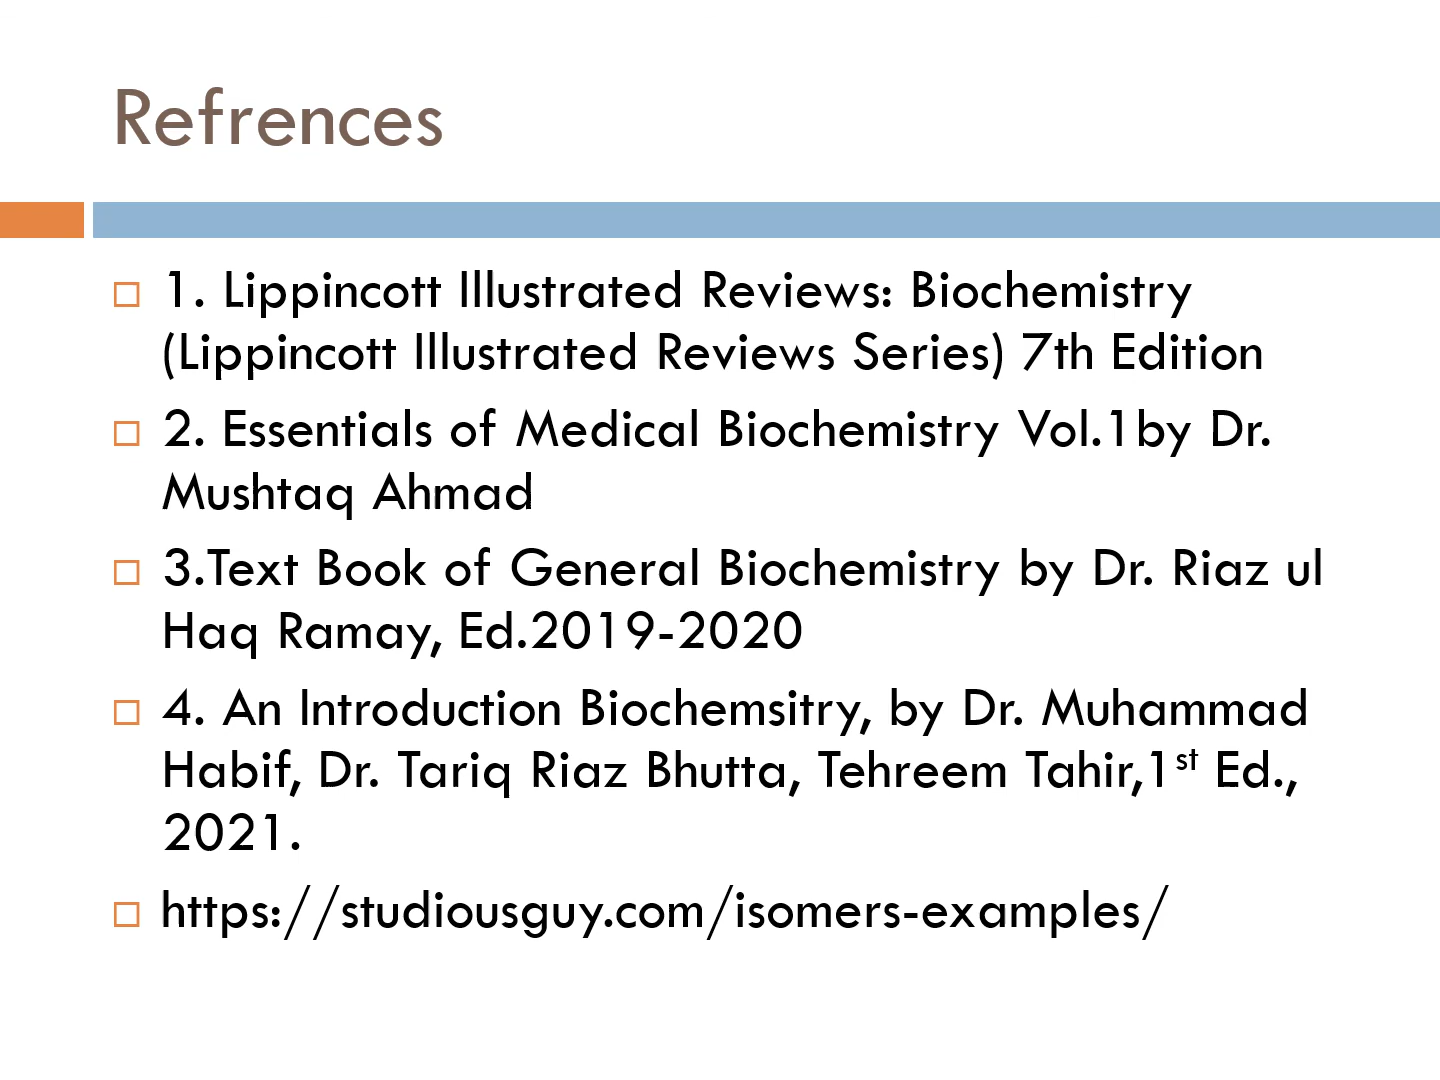 Refrences
1. Lippincott Illustrated Reviews: Biochemistry
(Lippincott Illustrated Reviews Series) 7th Edition
2. Essentials of Medical Biochemistry Vol.1by Dr.
Mushtaq Ahmad
3.Text Book of General Biochemistry by Dr. Riaz ul
Haq Ramay, Ed.2019-2020
4. An Introduction Biochemsitry, by Dr. Muhammad
Habif, Dr. Tariq Riaz Bhutta, Tehreem Tahir,1st Ed.,
2021.
https://studiousguy.com/isomers-examples/